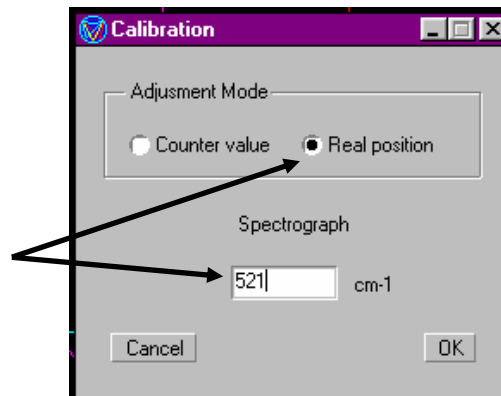 Calibration
Adjusment Mode
Counter value Real position
Spectrograph
521 cm-1
Cancel OK